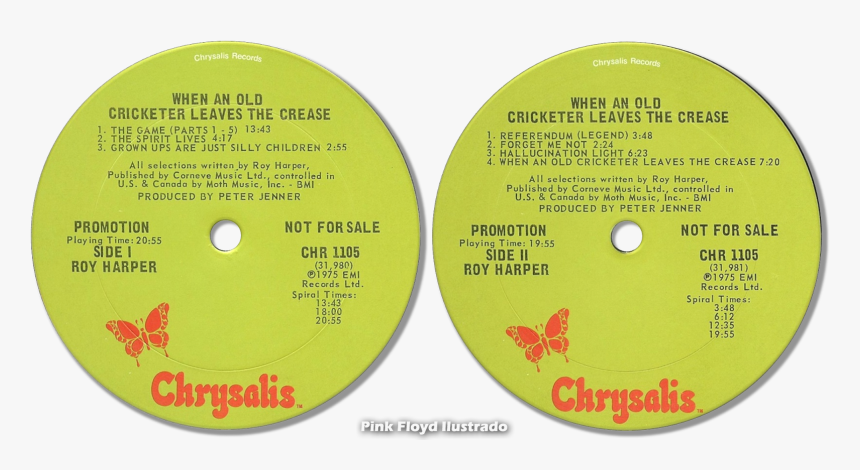 Chrysalis Records
WHEN AN OLD
CRICKETER LEAVES THE CREASE
1. THE GAME (PARTS 1 - 5) 13:43
2. THE SPIRIT LIVES 4:17
3. GROWN UPS ARE JUST SILLY CHILDREN 2:55
All selections written by Roy Harper,
Published by Corneve Music Ltd., controlled in
U.S. & Canada by Moth Music, Inc. - BMI
PRODUCED BY PETER JENNER
PROMOTION
Playing Time: 20:55
SIDE I
ROY HARPER
NOT FOR SALE
CHR 1105
(31,980)
℗1975 EMI
Records Ltd.
Spiral Times:
13:43
18:00
20:55
Chrysalis™
Chrysalis Records
WHEN AN OLD
CRICKETER LEAVES THE CREASE
1. REFERENDUM (LEGEND) 3:48
2. FORGET ME NOT 2:24
3. HALLUCINATION LIGHT 6:23
4. WHEN AN OLD CRICKETER LEAVES THE CREASE 7:20
All selections written by Roy Harper,
Published by Corneve Music Ltd., controlled in
U.S. & Canada by Moth Music, Inc. - BMI
PRODUCED BY PETER JENNER
PROMOTION
Playing Time: 19:55
SIDE II
ROY HARPER
NOT FOR SALE
CHR 1105
(31,981)
℗1975 EMI
Records Ltd.
Spiral Times:
3:48
6:12
12:35
19:55
Chrysalis™
Pink Floyd Ilustrado